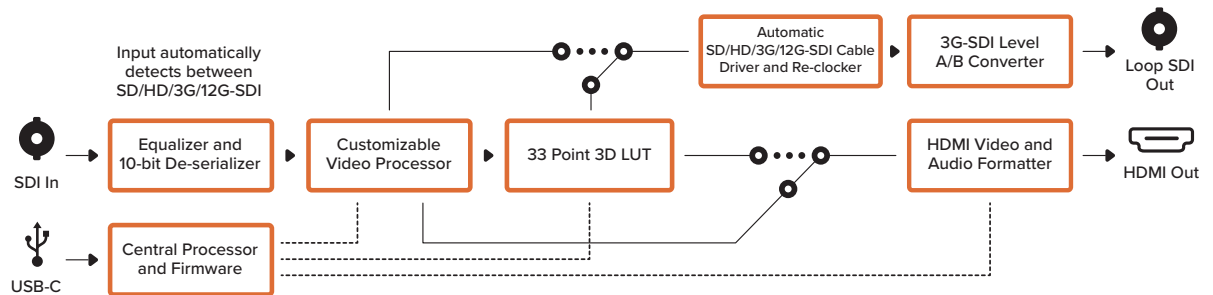 Input automatically
detects between
SD/HD/3G/12G-SDI
Automatic
SD/HD/3G/12G-SDI Cable
Driver and Re-clocker
3G-SDI Level
A/B Converter
Loop SDI
Out
SDI In
Equalizer and
10-bit De-serializer
Customizable
Video Processor
33 Point 3D LUT
HDMI Video and
Audio Formatter
HDMI Out
USB-C
Central Processor
and Firmware